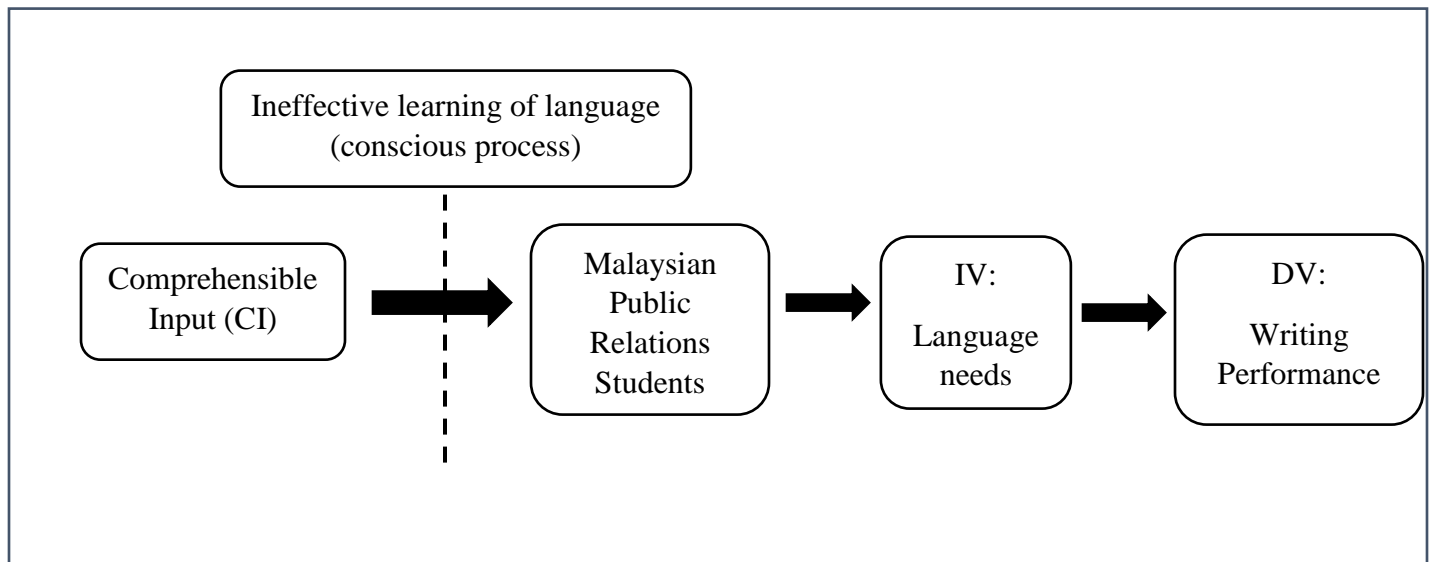 Ineffective learning of language
(conscious process)
Comprehensible
Input (CI)
Malaysian
Public
Relations
Students
IV:
Language
needs
DV:
Writing
Performance